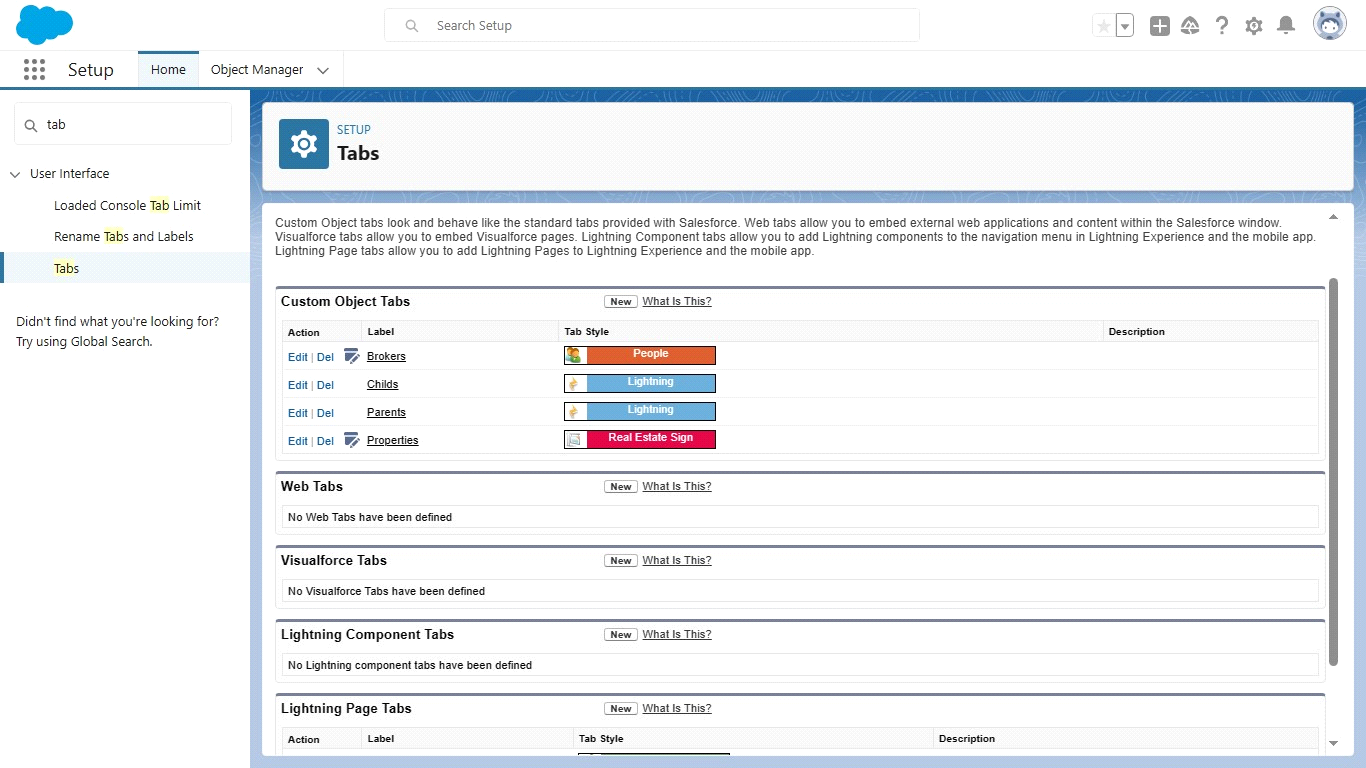 Search Setup
Setup
Home
Object Manager
tab
User Interface
Loaded Console Tab Limit
Rename Tabs and Labels
Tabs
Didn't find what you're looking for?
Try using Global Search.
SETUP
Tabs
Custom Object tabs look and behave like the standard tabs provided with Salesforce. Web tabs allow you to embed external web applications and content within the Salesforce window.
Visualforce tabs allow you to embed Visualforce pages. Lightning Component tabs allow you to add Lightning components to the navigation menu in Lightning Experience and the mobile app.
Lightning Page tabs allow you to add Lightning Pages to Lightning Experience and the mobile app.
Custom Object Tabs New What Is This?
Action Label Tab Style Description
Edit | Del Brokers People
Edit | Del Childs Lightning
Edit | Del Parents Lightning
Edit | Del Properties Real Estate Sign
Web Tabs New What Is This?
No Web Tabs have been defined
Visualforce Tabs New What Is This?
No Visualforce Tabs have been defined
Lightning Component Tabs New What Is This?
No Lightning component tabs have been defined
Lightning Page Tabs New What Is This?
Action Label Tab Style Description